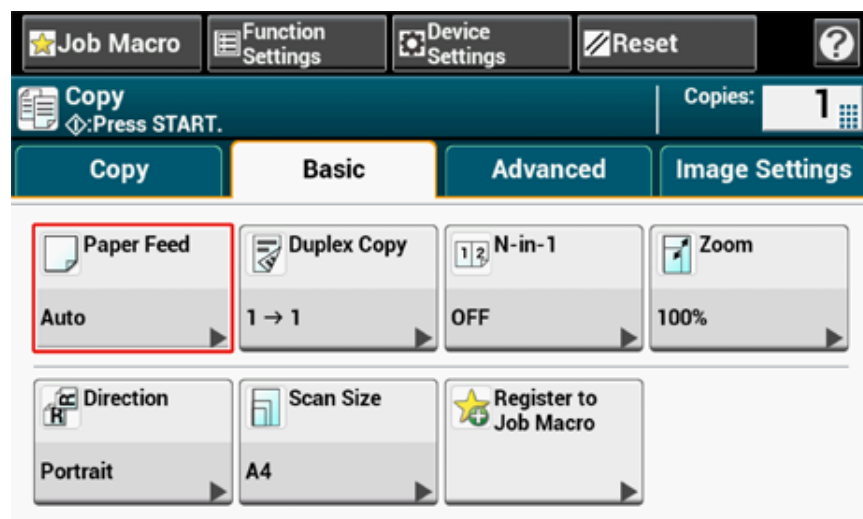 Job Macro
Function
Settings
Device
Settings
Reset
?
Copy
:Press START.
Copies:
1
Copy
Basic
Advanced
Image Settings
Paper Feed
Auto
Duplex Copy
1 → 1
1 2
N-in-1
OFF
Zoom
100%
R R
Direction
Portrait
Scan Size
A4
Register to
Job Macro